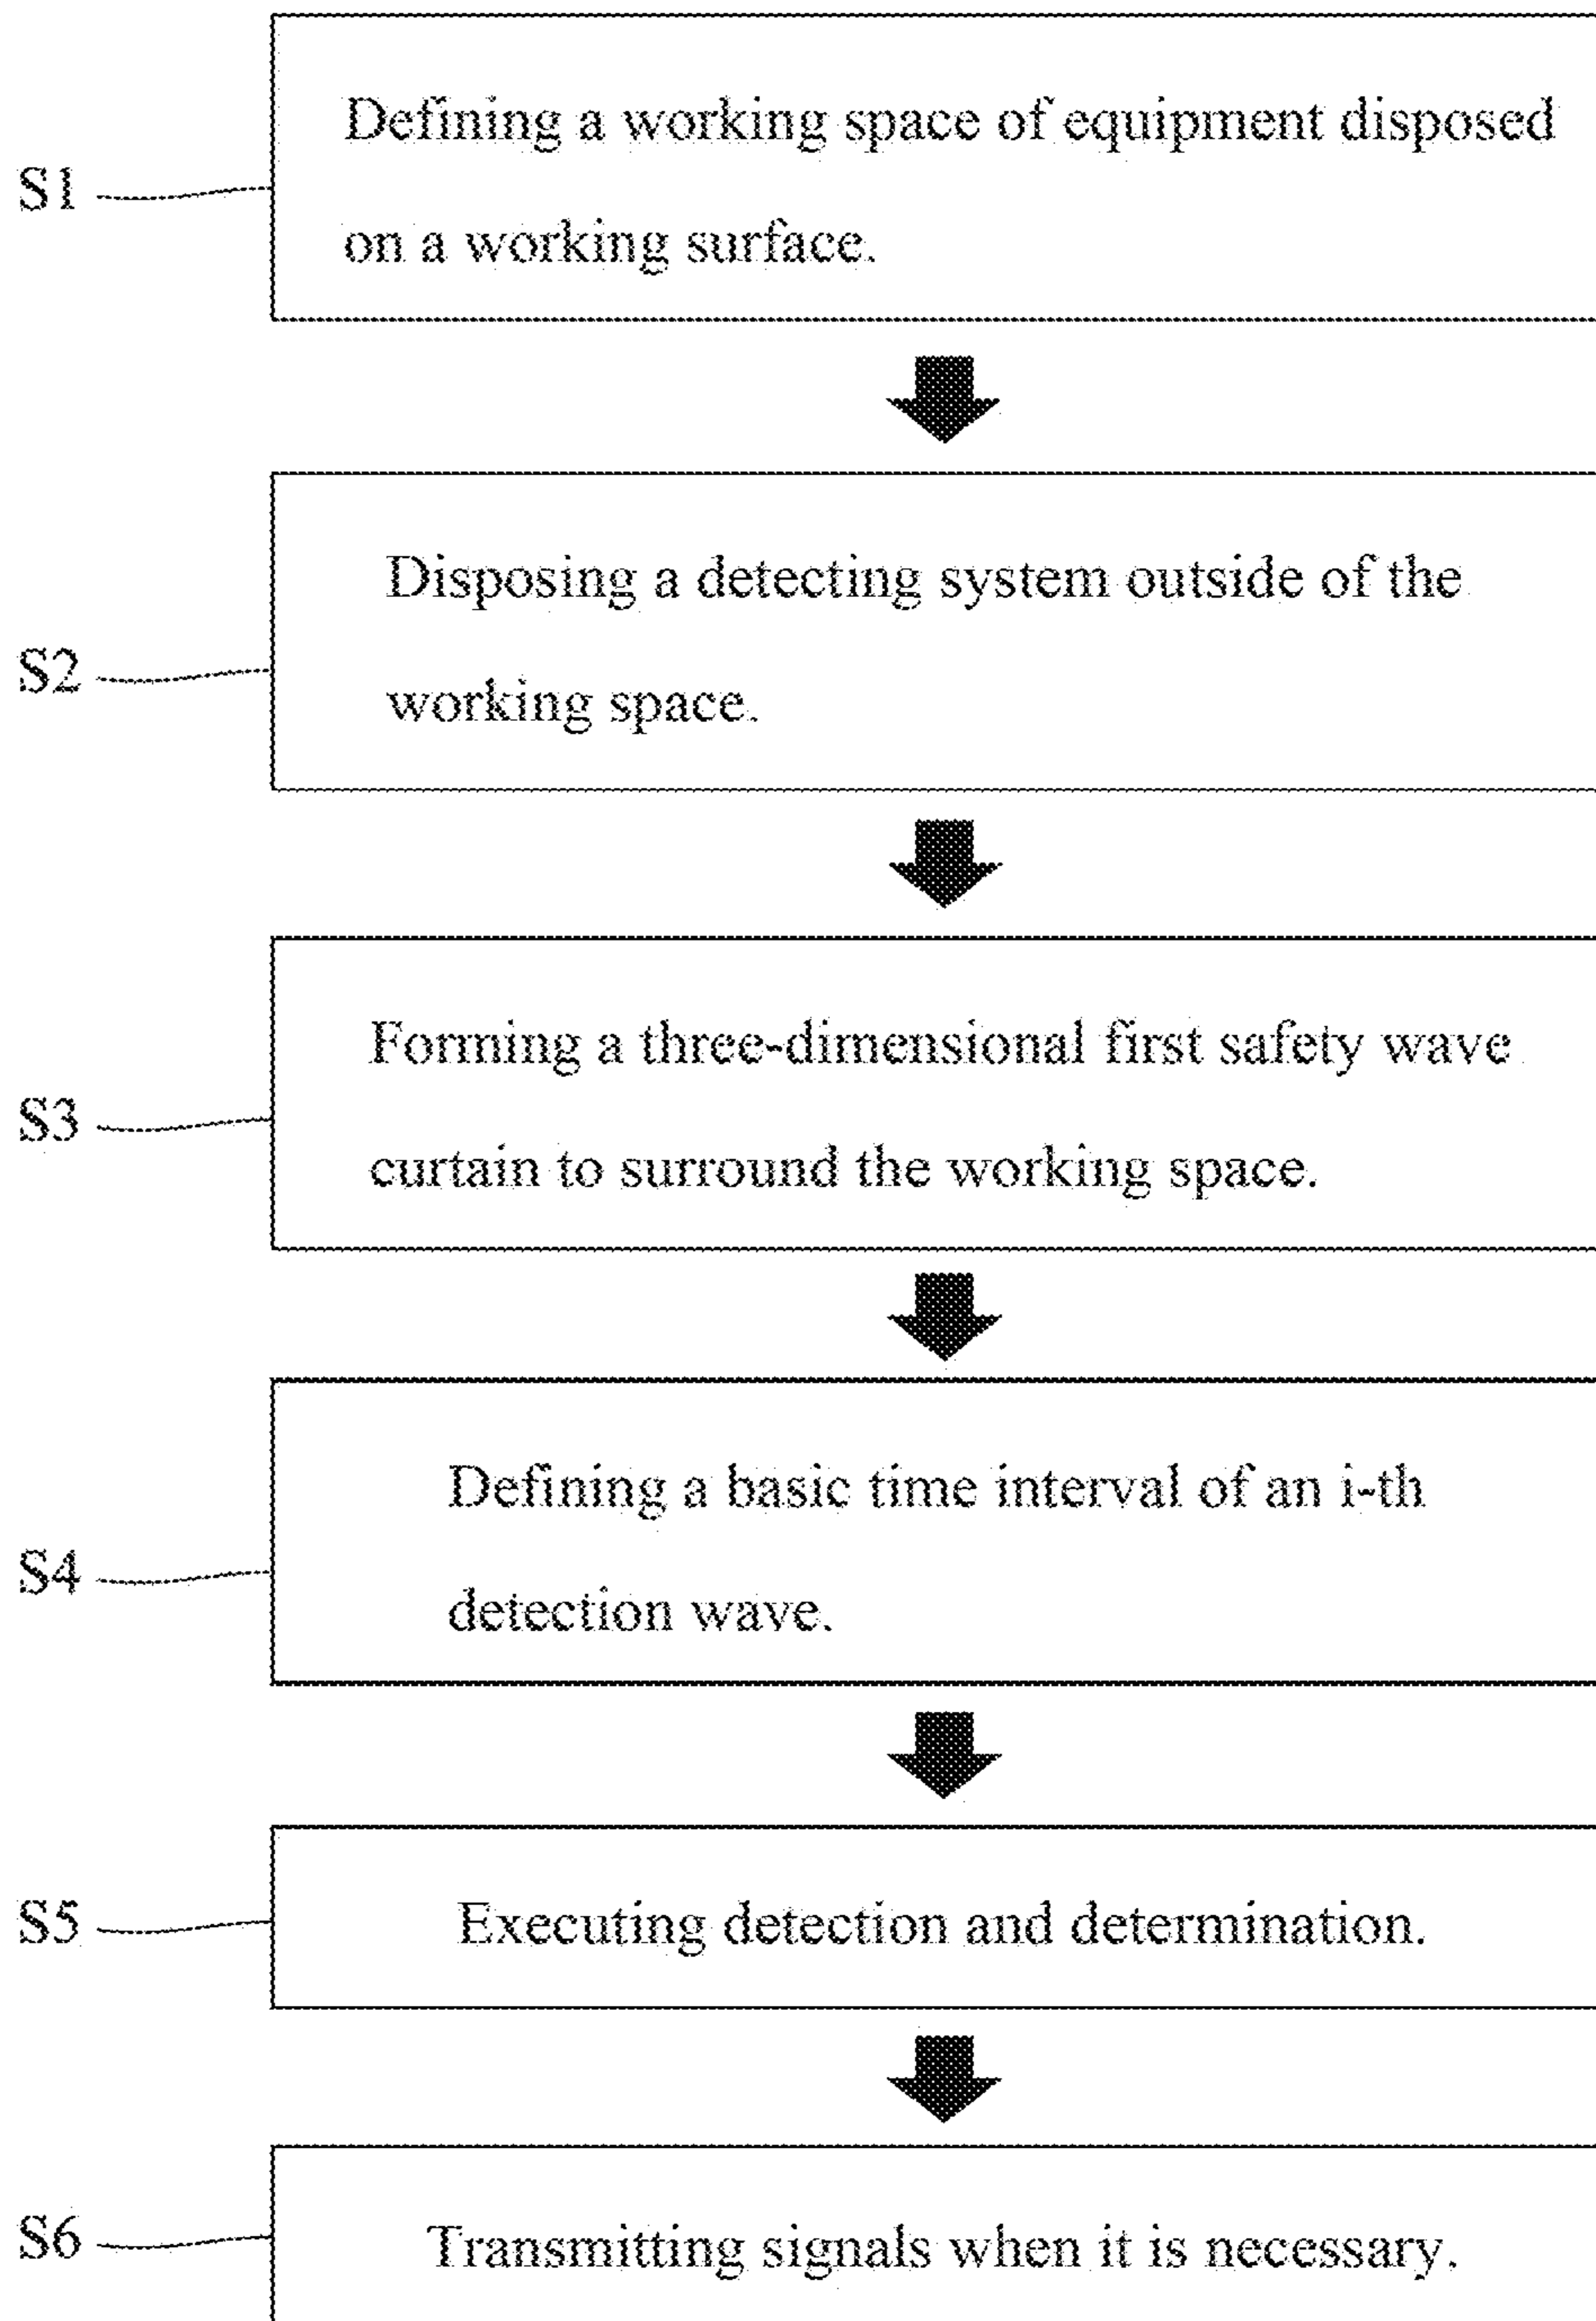 S1
Defining a working space of equipment disposed
on a working surface.
S2
Disposing a detecting system outside of the
working space.
S3
Forming a three-dimensional first safety wave
curtain to surround the working space.
S4
Defining a basic time interval of an i-th
detection wave.
S5
Executing detection and determination.
S6
Transmitting signals when it is necessary.